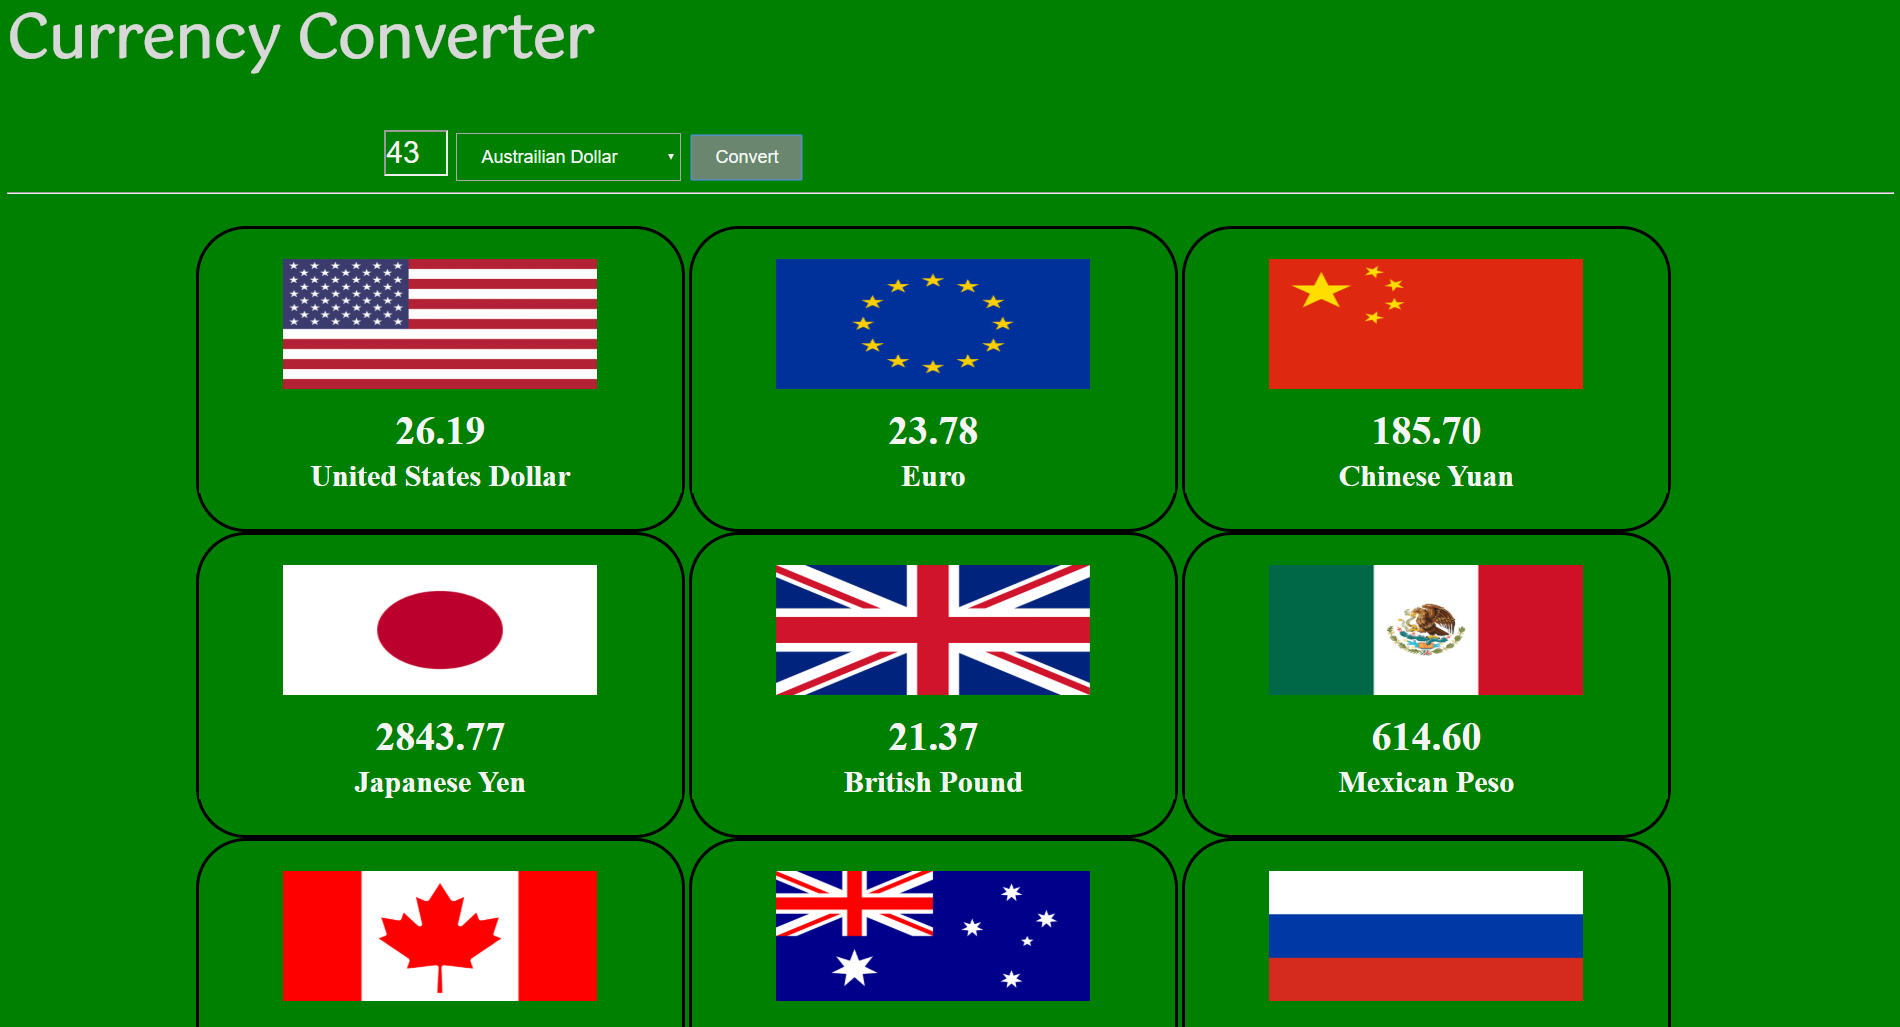 Currency Converter
43 Austrailian Dollar Convert
26.19 23.78 185.70
United States Dollar Euro Chinese Yuan
2843.77 21.37 614.60
Japanese Yen British Pound Mexican Peso